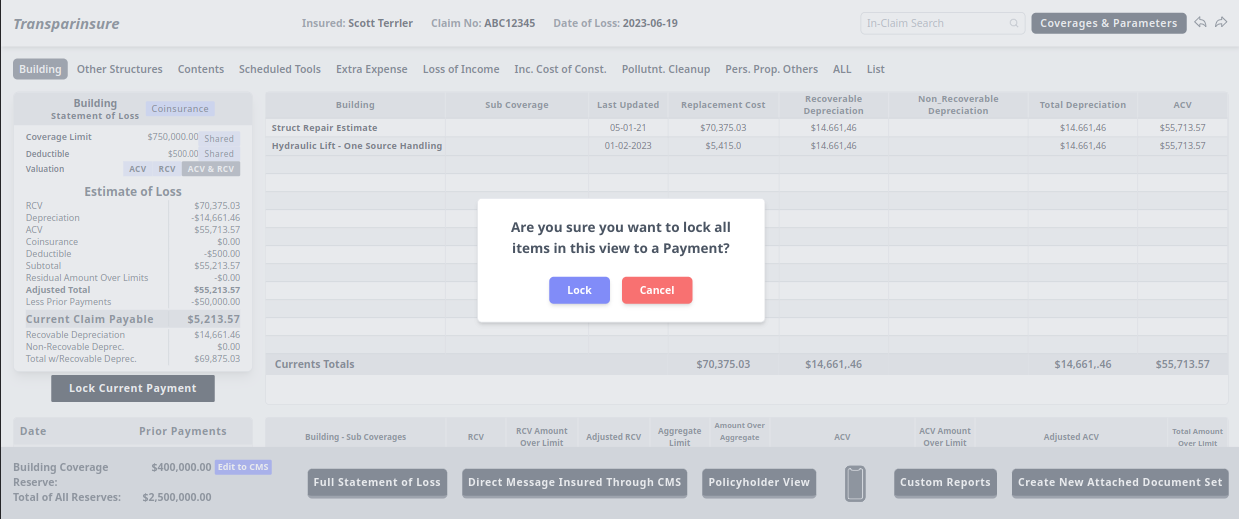 Transparinsure
Insured: Scott Terrler Claim No: ABC12345 Date of Loss: 2023-06-19
In-Claim Search
Coverages & Parameters
Building Other Structures Contents Scheduled Tools Extra Expense Loss of Income Inc. Cost of Const. Pollutnt. Cleanup Pers. Prop. Others ALL List
Building
Statement of Loss
Coinsurance
Coverage Limit $750,000.00 Shared
Deductible $500.00 Shared
Valuation ACV RCV ACV & RCV
Estimate of Loss
RCV $70,375.03
Depreciation -$14,661.46
ACV $55,713.57
Coinsurance $0.00
Deductible -$500.00
Subtotal $55,213.57
Residual Amount Over Limits -$0.00
Adjusted Total $55,213.57
Less Prior Payments -$50,000.00
Current Claim Payable $5,213.57
Recovable Depreciation $14,661.46
Non-Recovable Deprec. $0.00
Total w/Recovable Deprec. $69,875.03
Lock Current Payment
Building Sub Coverage Last Updated Replacement Cost Recoverable Depreciation Non_Recoverable Depreciation Total Depreciation ACV
Struct Repair Estimate 05-01-21 $70,375.03 $14.661,46 $14.661,46 $55,713.57
Hydraulic Lift - One Source Handling 01-02-2023 $5,415.0 $14.661,46 $14.661,46 $55,713.57
Are you sure you want to lock all
items in this view to a Payment?
Lock Cancel
Currents Totals $70,375.03 $14,661,.46 $14,661,.46 $55,713.57
Date Prior Payments
Building - Sub Coverages RCV RCV Amount Over Limit Adjusted RCV Aggregate Limit Amount Over Aggregate ACV ACV Amount Over Limit Adjusted ACV Total Amount Over Limit
Building Coverage $400,000.00 Edit to CMS
Reserve:
Total of All Reserves: $2,500,000.00
Full Statement of Loss Direct Message Insured Through CMS Policyholder View Custom Reports Create New Attached Document Set